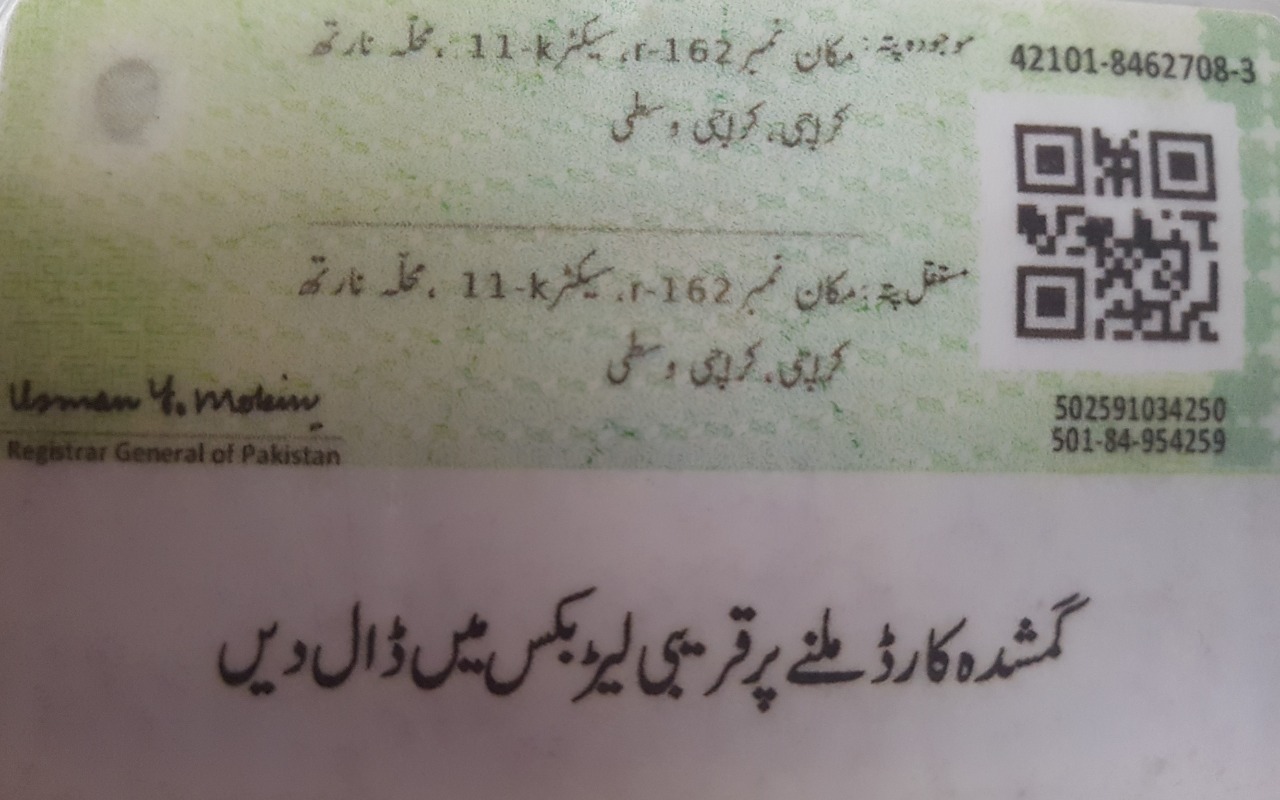 موجودہ پتہ: مکان نمبر r-162، سیکٹر 11-k، محلہ نارتھ
کراچی، کراچی وسطی
42101-8462708-3
مستقل پتہ: مکان نمبر r-162، سیکٹر 11-k، محلہ نارتھ
کراچی، کراچی وسطی
Usman Y. Mobin
Registrar General of Pakistan
502591034250
501-84-954259
گمشدہ کارڈ ملنے پر قریبی لیٹر بکس میں ڈال دیں